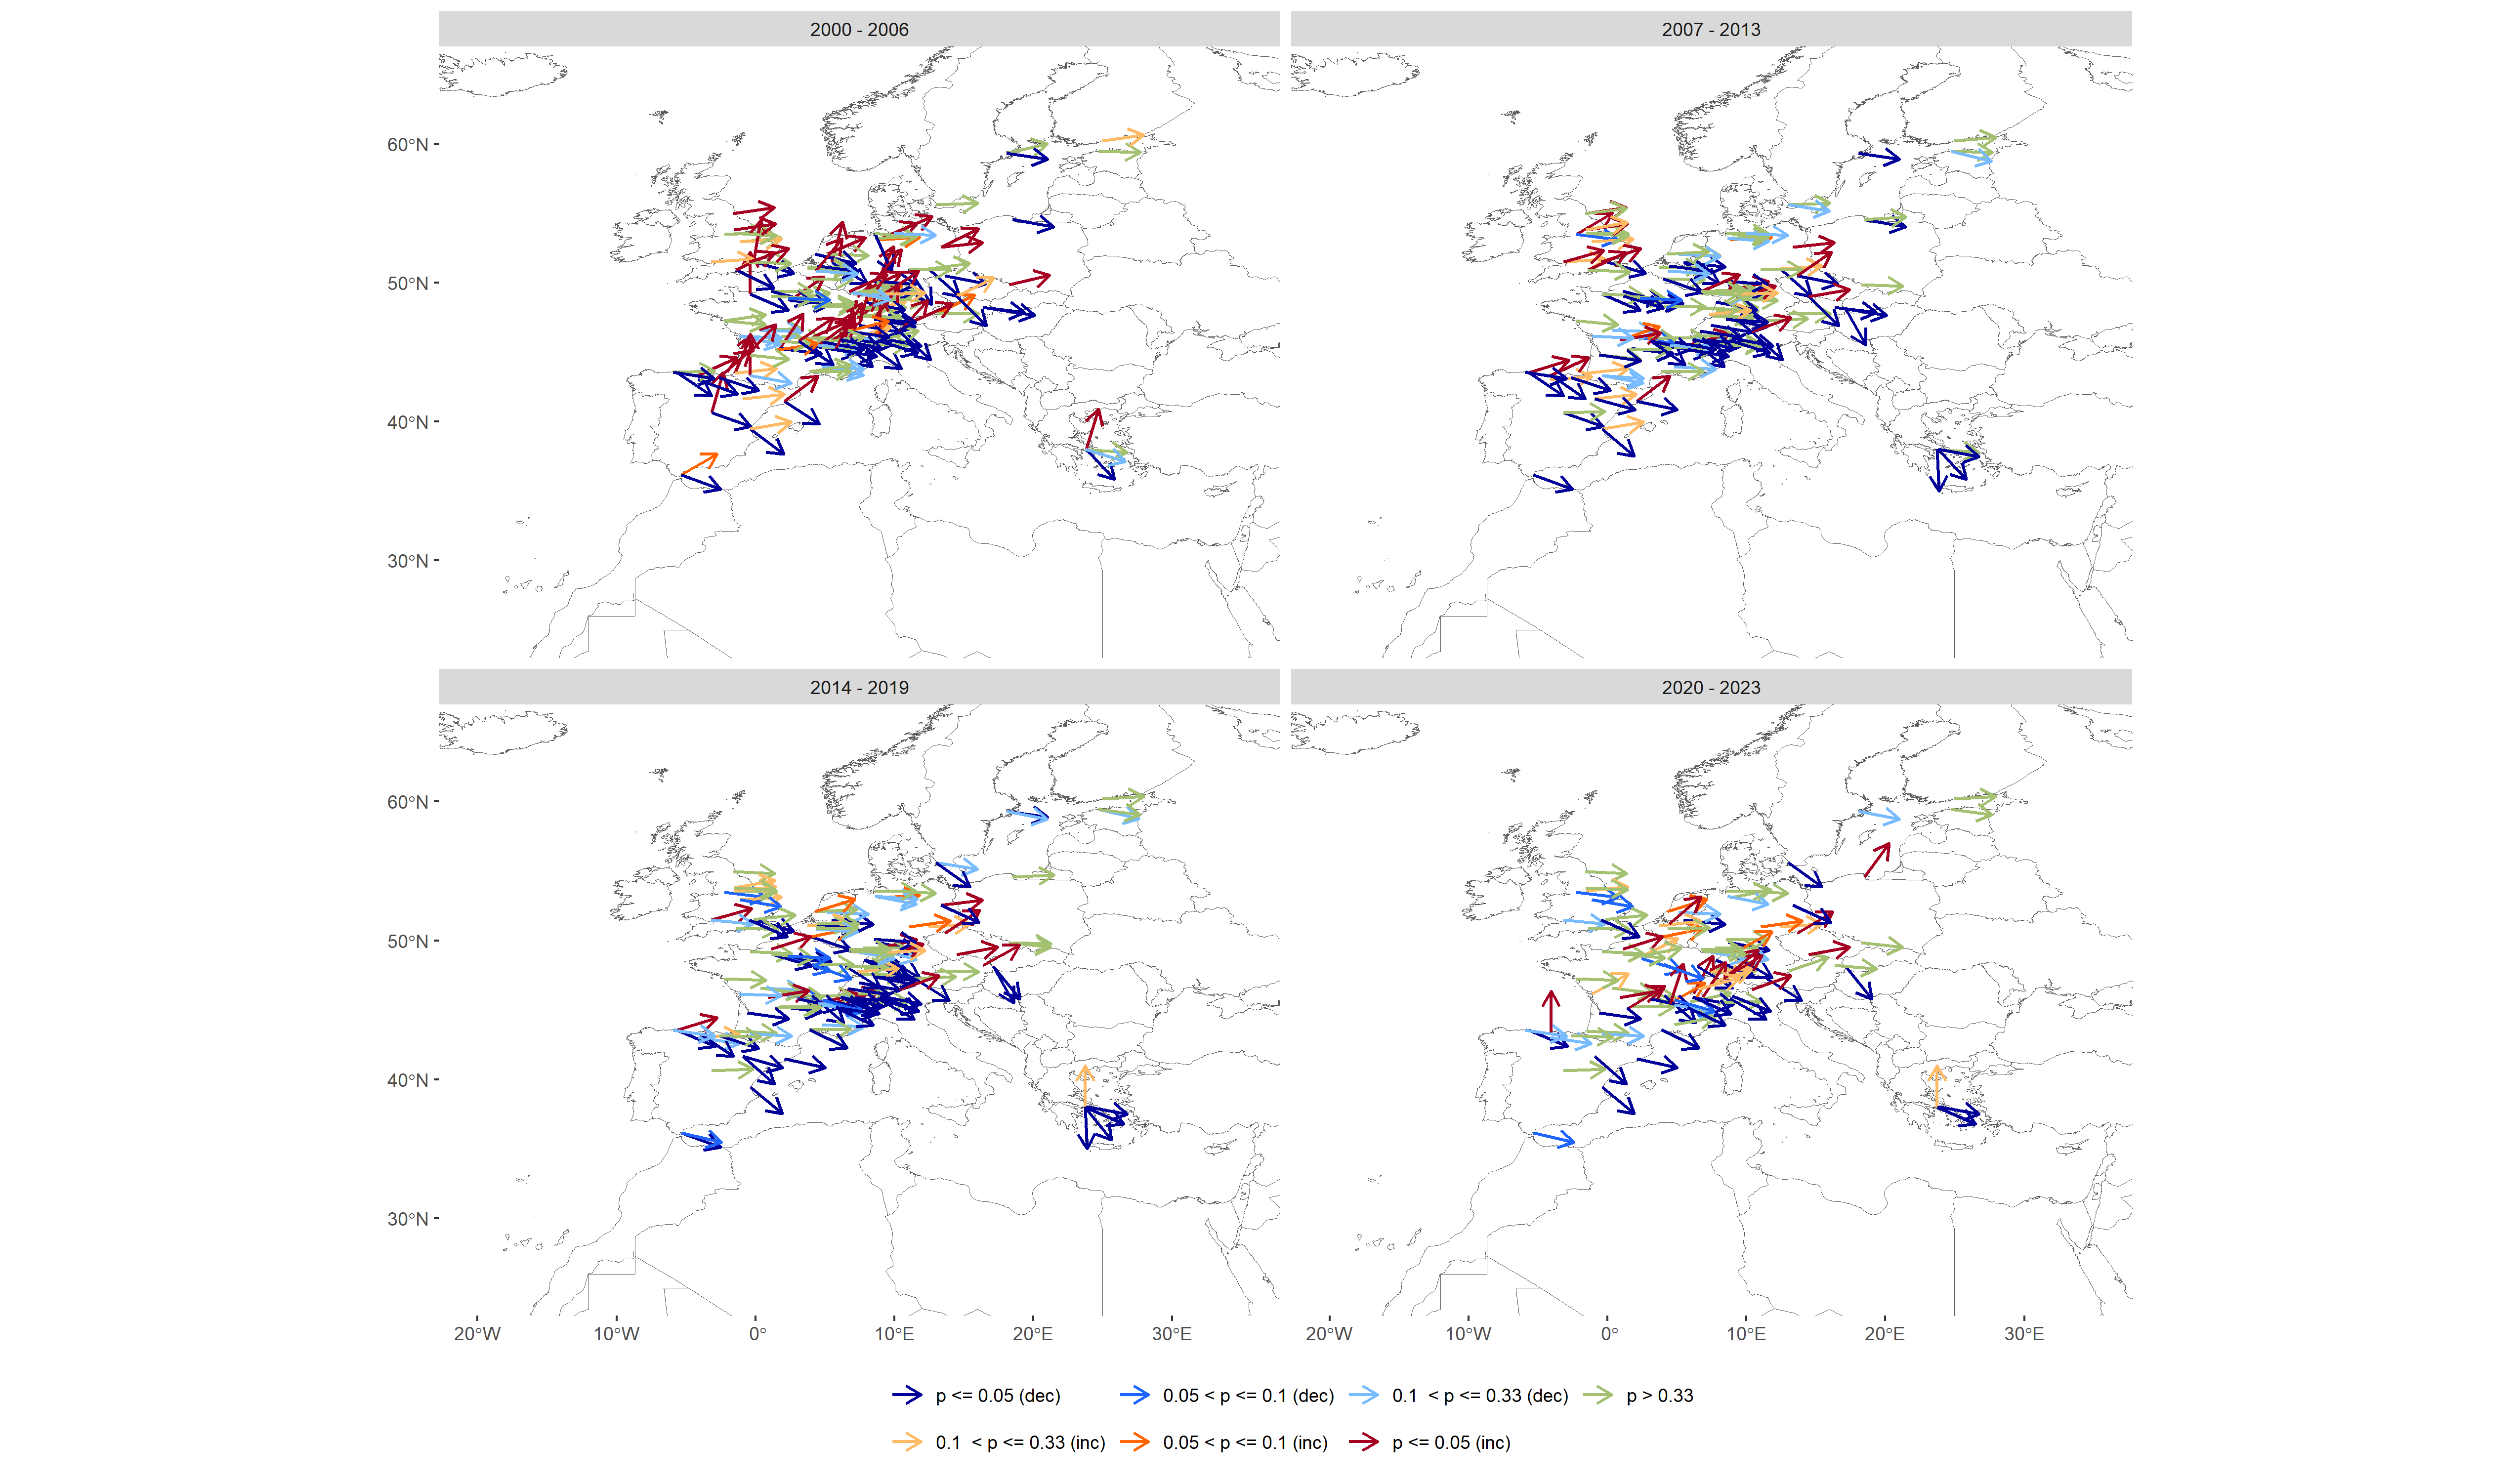 2000 - 2006
2007 - 2013
60°N
50°N
40°N
30°N
2014 - 2019
2020 - 2023
60°N
50°N
40°N
30°N
20°W 10°W 0° 10°E 20°E 30°E 20°W 10°W 0° 10°E 20°E 30°E
p <= 0.05 (dec) 0.05 < p <= 0.1 (dec) 0.1 < p <= 0.33 (dec) p > 0.33
0.1 < p <= 0.33 (inc) 0.05 < p <= 0.1 (inc) p <= 0.05 (inc)